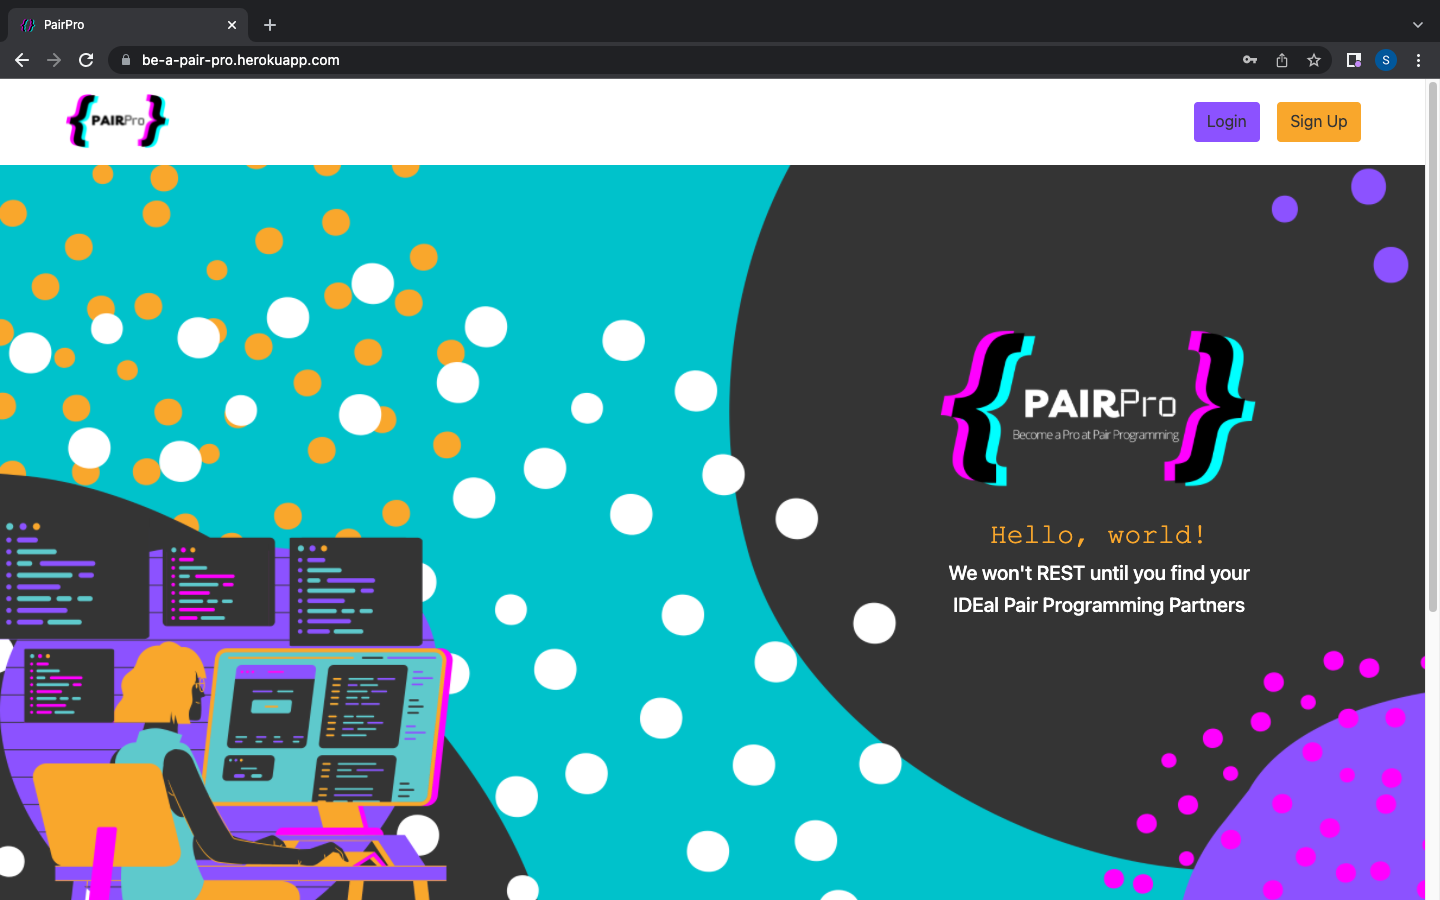 PairPro
be-a-pair-pro.herokuapp.com
S
PAIRPro
Login
Sign Up
PAIRPro
Become a Pro at Pair Programming
Hello, world!
We won't REST until you find your
IDEal Pair Programming Partners